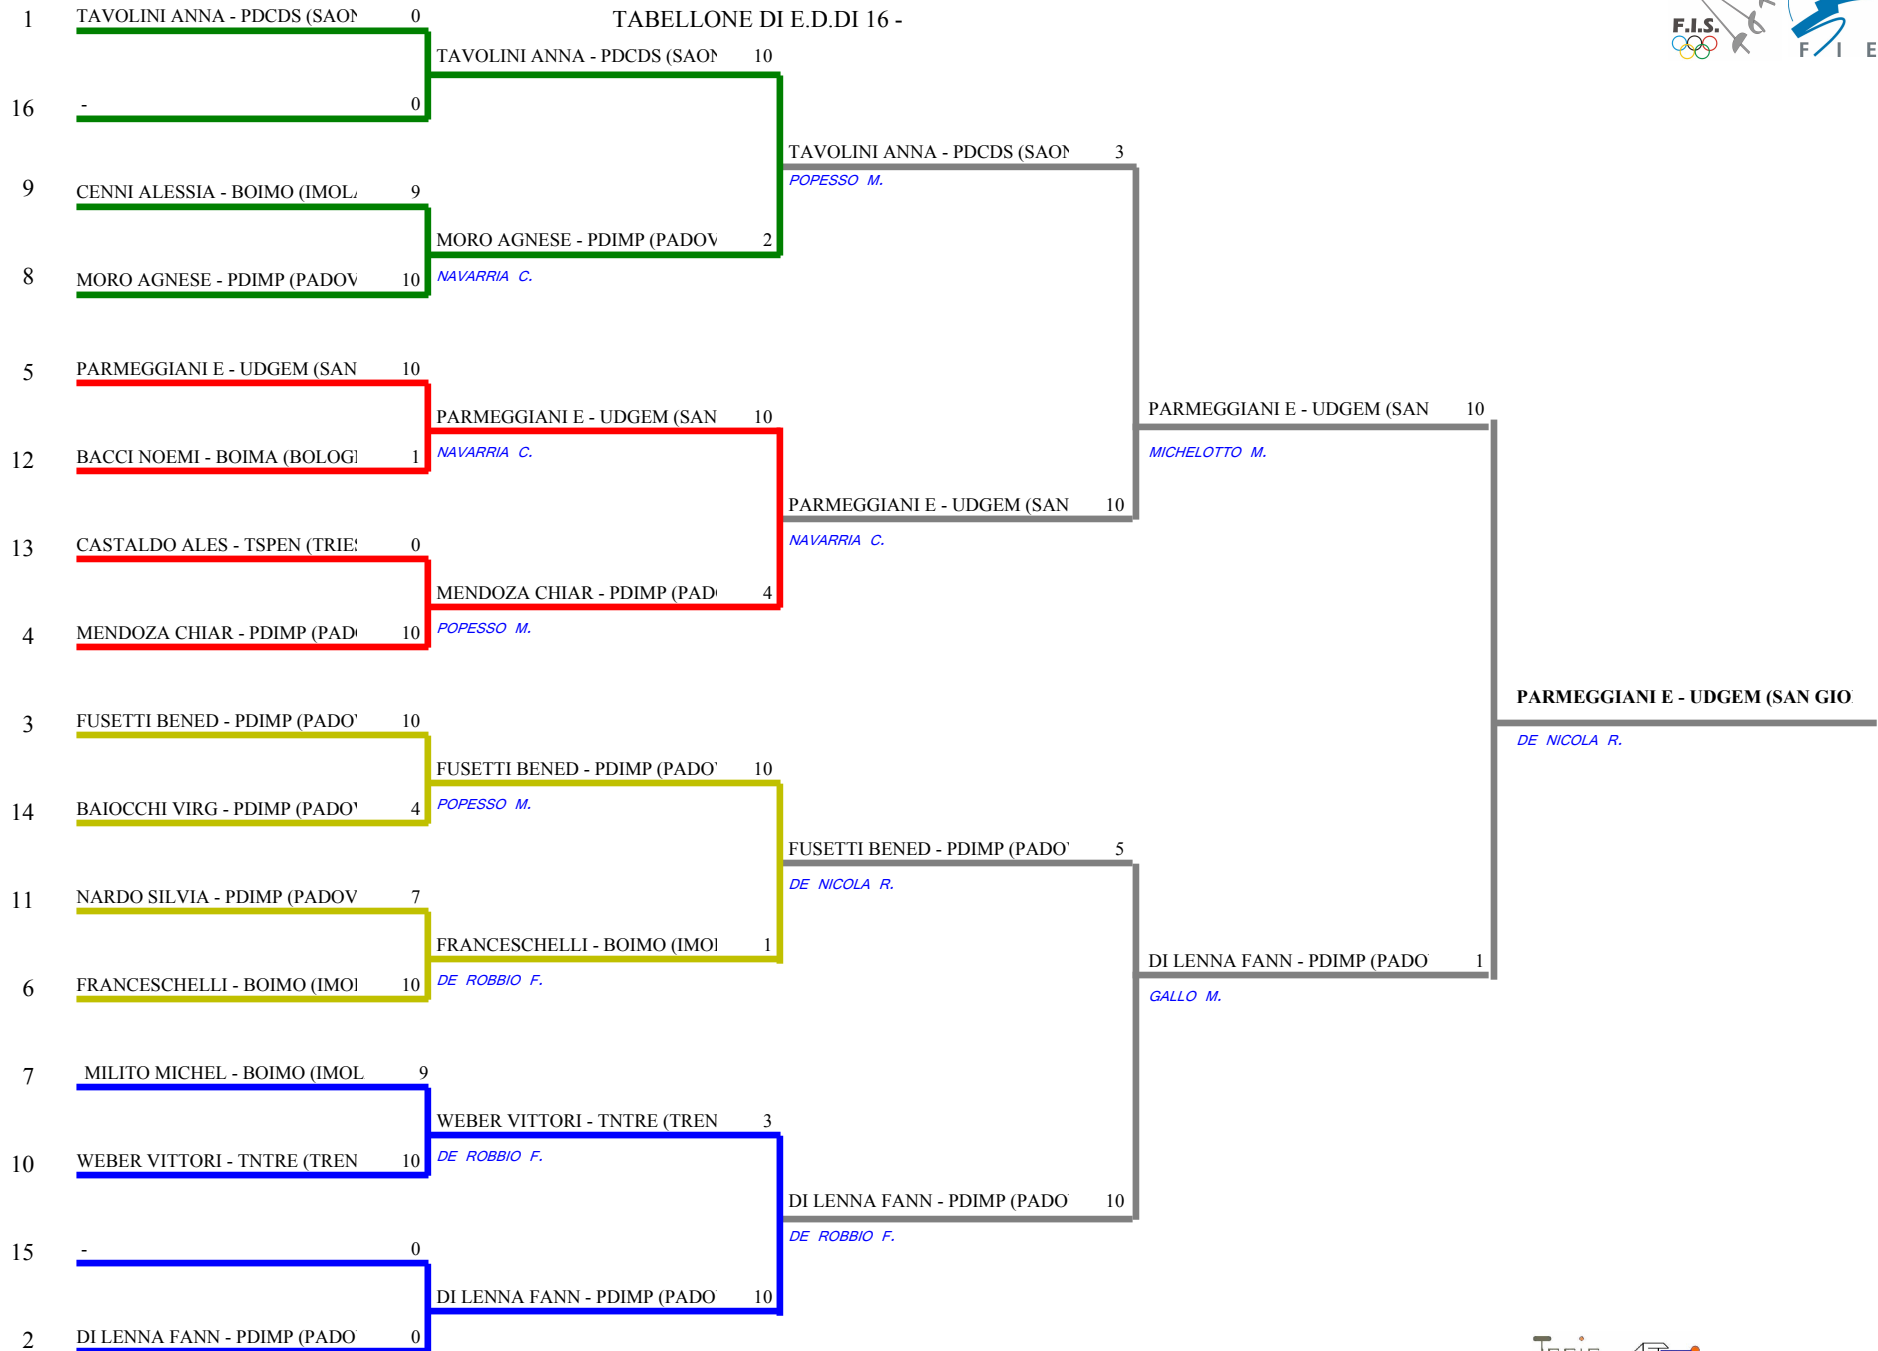 TABELLONE DI E.D.DI 16 -
F.I.S.
F I E
1 TAVOLINI ANNA - PDCDS (SAON 0
TAVOLINI ANNA - PDCDS (SAON 10
16 - 0
TAVOLINI ANNA - PDCDS (SAON 3
POPESSO M.
9 CENNI ALESSIA - BOIMO (IMOLA 9
MORO AGNESE - PDIMP (PADOV 2
NAVARRIA C.
8 MORO AGNESE - PDIMP (PADOV 10
5 PARMEGGIANI E - UDGEM (SAN 10
PARMEGGIANI E - UDGEM (SAN 10
NAVARRIA C.
PARMEGGIANI E - UDGEM (SAN 10
MICHELOTTO M.
12 BACCI NOEMI - BOIMA (BOLOG 1
PARMEGGIANI E - UDGEM (SAN 10
NAVARRIA C.
13 CASTALDO ALES - TSPEN (TRIES 0
MENDOZA CHIAR - PDIMP (PAD 4
POPESSO M.
4 MENDOZA CHIAR - PDIMP (PAD 10
PARMEGGIANI E - UDGEM (SAN GIO
DE NICOLA R.
3 FUSETTI BENED - PDIMP (PADO 10
FUSETTI BENED - PDIMP (PADO 10
POPESSO M.
14 BAIOCCHI VIRG - PDIMP (PADO 4
FUSETTI BENED - PDIMP (PADO 5
DE NICOLA R.
11 NARDO SILVIA - PDIMP (PADOV 7
FRANCESCHELLI - BOIMO (IMO 1
DE ROBBIO F.
DI LENNA FANN - PDIMP (PADO 1
GALLO M.
6 FRANCESCHELLI - BOIMO (IMO 10
7 MILITO MICHEL - BOIMO (IMOL 9
WEBER VITTORI - TNTRE (TREN 3
DE ROBBIO F.
10 WEBER VITTORI - TNTRE (TREN 10
DI LENNA FANN - PDIMP (PADO 10
DE ROBBIO F.
15 - 0
DI LENNA FANN - PDIMP (PADO 10
2 DI LENNA FANN - PDIMP (PADO 0